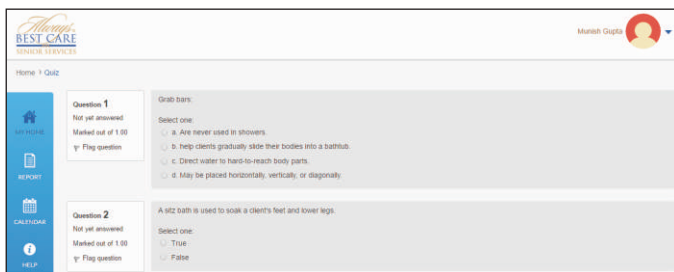 Always
BEST CARE
SENIOR SERVICES
Munish Gupta
Home › Quiz
MY HOME
REPORT
CALENDAR
HELP
Question 1
Not yet answered
Marked out of 1.00
Flag question
Grab bars:
Select one:
a. Are never used in showers.
b. help clients gradually slide their bodies into a bathtub.
c. Direct water to hard-to-reach body parts.
d. May be placed horizontally, vertically, or diagonally.
Question 2
Not yet answered
Marked out of 1.00
Flag question
A sitz bath is used to soak a client's feet and lower legs.
Select one:
True
False